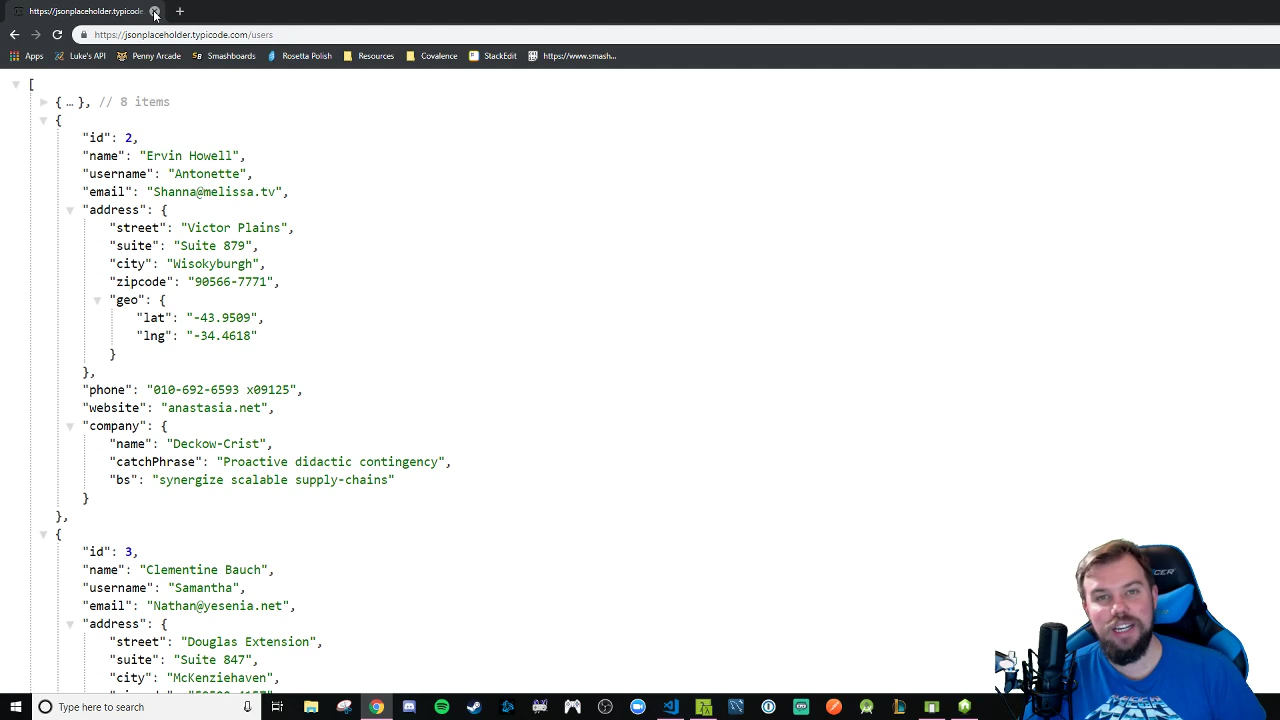 https://jsonplaceholder.typicode
https://jsonplaceholder.typicode.com/users
Apps
Luke's API
Penny Arcade
SB Smashboards
Rosetta Polish
Resources
Covalence
StackEdit
https://www.smash...
[
{ … }, // 8 items
{
"id": 2,
"name": "Ervin Howell",
"username": "Antonette",
"email": "Shanna@melissa.tv",
"address": {
"street": "Victor Plains",
"suite": "Suite 879",
"city": "Wisokyburgh",
"zipcode": "90566-7771",
"geo": {
"lat": "-43.9509",
"lng": "-34.4618"
}
},
"phone": "010-692-6593 x09125",
"website": "anastasia.net",
"company": {
"name": "Deckow-Crist",
"catchPhrase": "Proactive didactic contingency",
"bs": "synergize scalable supply-chains"
}
},
{
"id": 3,
"name": "Clementine Bauch",
"username": "Samantha",
"email": "Nathan@yesenia.net",
"address": {
"street": "Douglas Extension",
"suite": "Suite 847",
"city": "McKenziehaven",
Type here to search